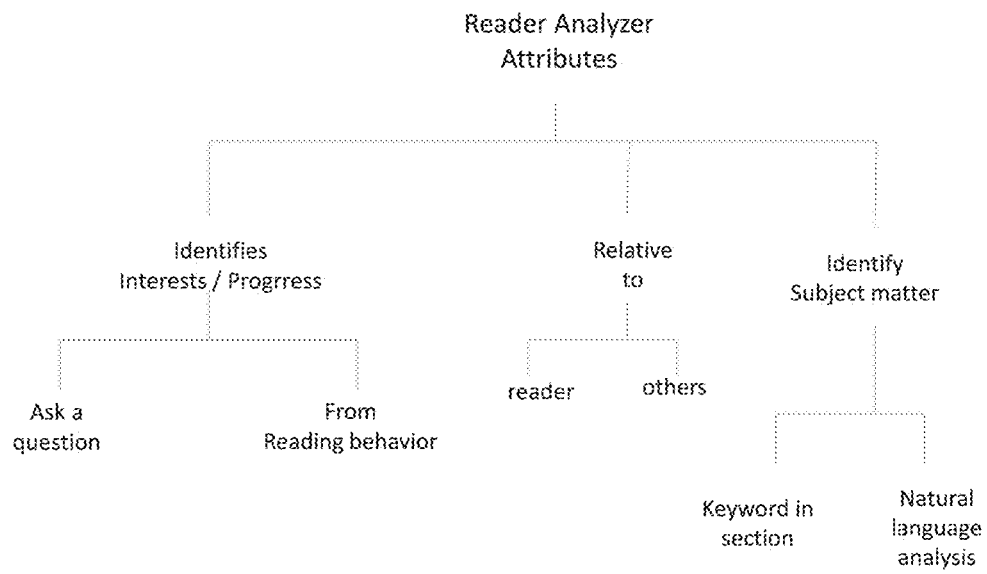 Reader Analyzer
Attributes
Identifies
Interests / Progrress
Relative
to
Identify
Subject matter
Ask a
question
From
Reading behavior
reader
others
Keyword in
section
Natural
language
analysis